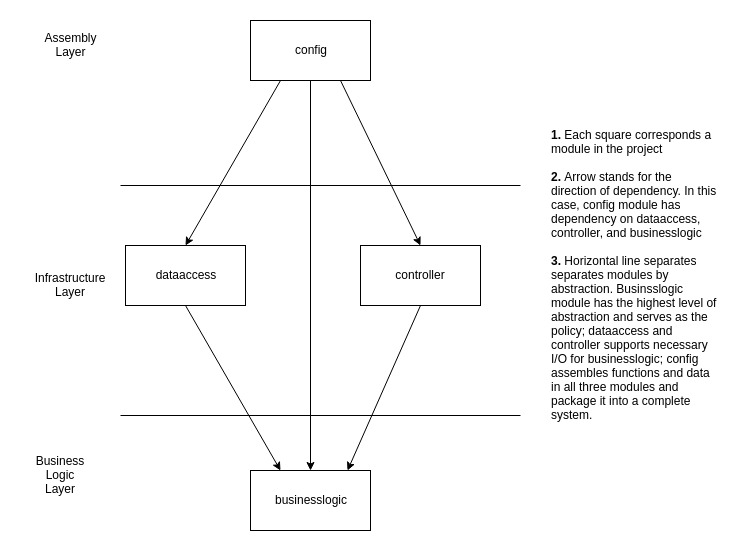 Assembly
Layer
config
1. Each square corresponds a
module in the project
2. Arrow stands for the
direction of dependency. In this
case, config module has
dependency on dataaccess,
controller, and businesslogic
3. Horizontal line separates
separates modules by
abstraction. Businsslogic
module has the highest level of
abstraction and serves as the
policy; dataaccess and
controller supports necessary
I/O for businesslogic; config
assembles functions and data
in all three modules and
package it into a complete
system.
Infrastructure
Layer
dataaccess
controller
Business
Logic
Layer
businesslogic